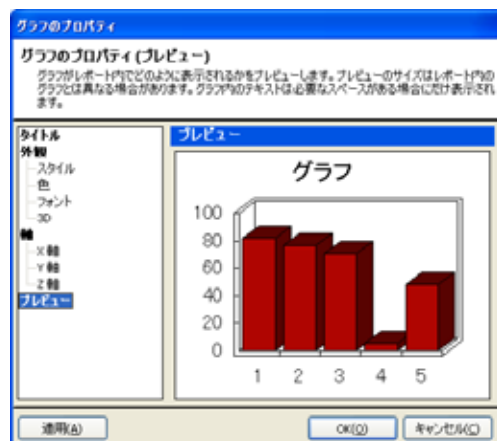 グラフのプロパティ
グラフのプロパティ(プレビュー)
グラフがレポート内でどのように表示されるかをプレビューします。プレビューのサイズはレポート内の
グラフとは異なる場合があります。グラフ内のテキストは必要なスペースがある場合にだけ表示され
ます。
タイトル
外観
スタイル
色
フォント
3D
軸
X 軸
Y 軸
Z 軸
プレビュー
プレビュー
グラフ
100
80
60
40
20
0
1 2 3 4 5
適用(A)
OK(O)
キャンセル(C)